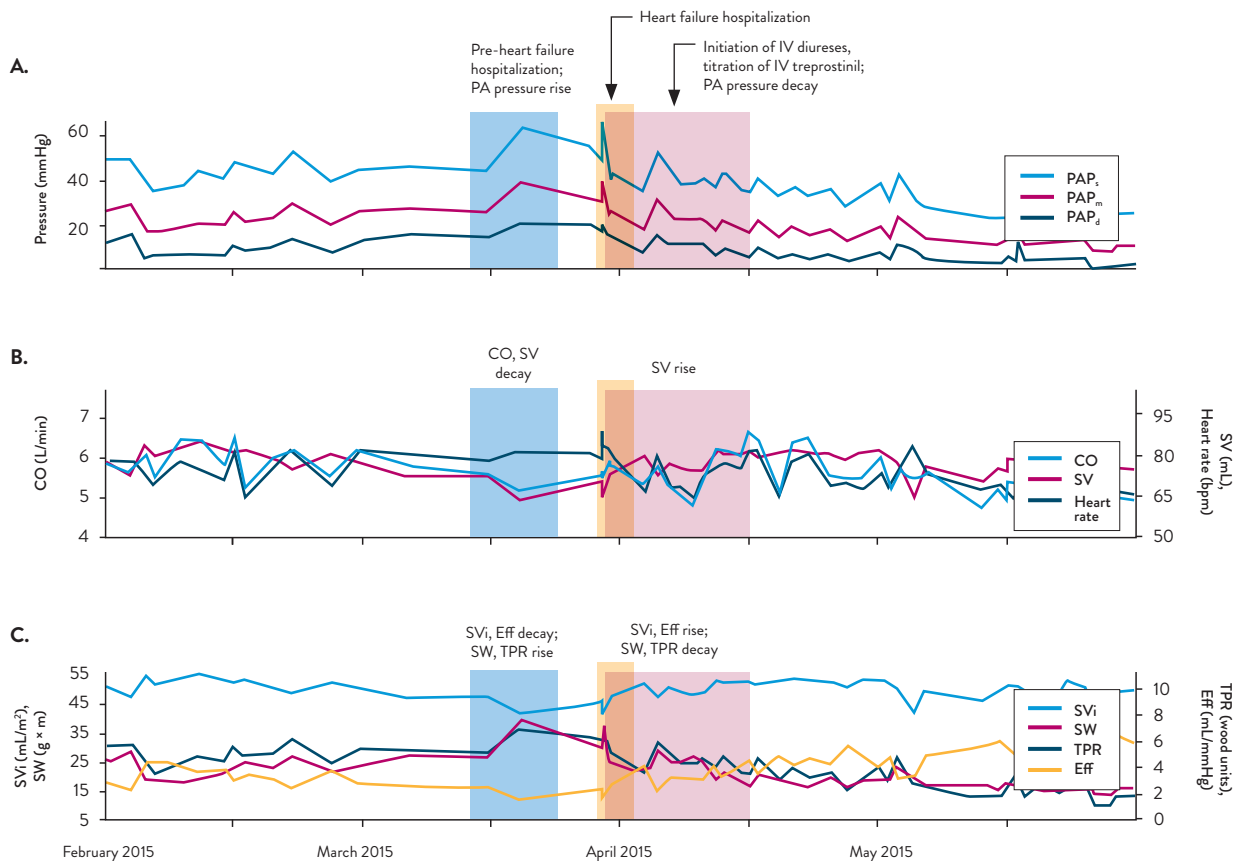 Heart failure hospitalization
Pre-heart failure
hospitalization;
PA pressure rise
Initiation of IV diureses,
titration of IV treprostinil;
PA pressure decay
A.
Pressure (mmHg)
60
40
20
PAPs
PAPm
PAPd
B.
CO, SV
decay
SV rise
CO (L/min)
7
6
5
4
95
80
65
50
SV (mL),
Heart rate (bpm)
CO
SV
Heart
rate
C.
SVi, Eff decay;
SW, TPR rise
SVi, Eff rise;
SW, TPR decay
SVi (mL/m²),
SW (g × m)
55
45
35
25
15
5
10
8
6
4
2
0
TPR (wood units),
Eff (mL/mmHg)
SVi
SW
TPR
Eff
February 2015
March 2015
April 2015
May 2015